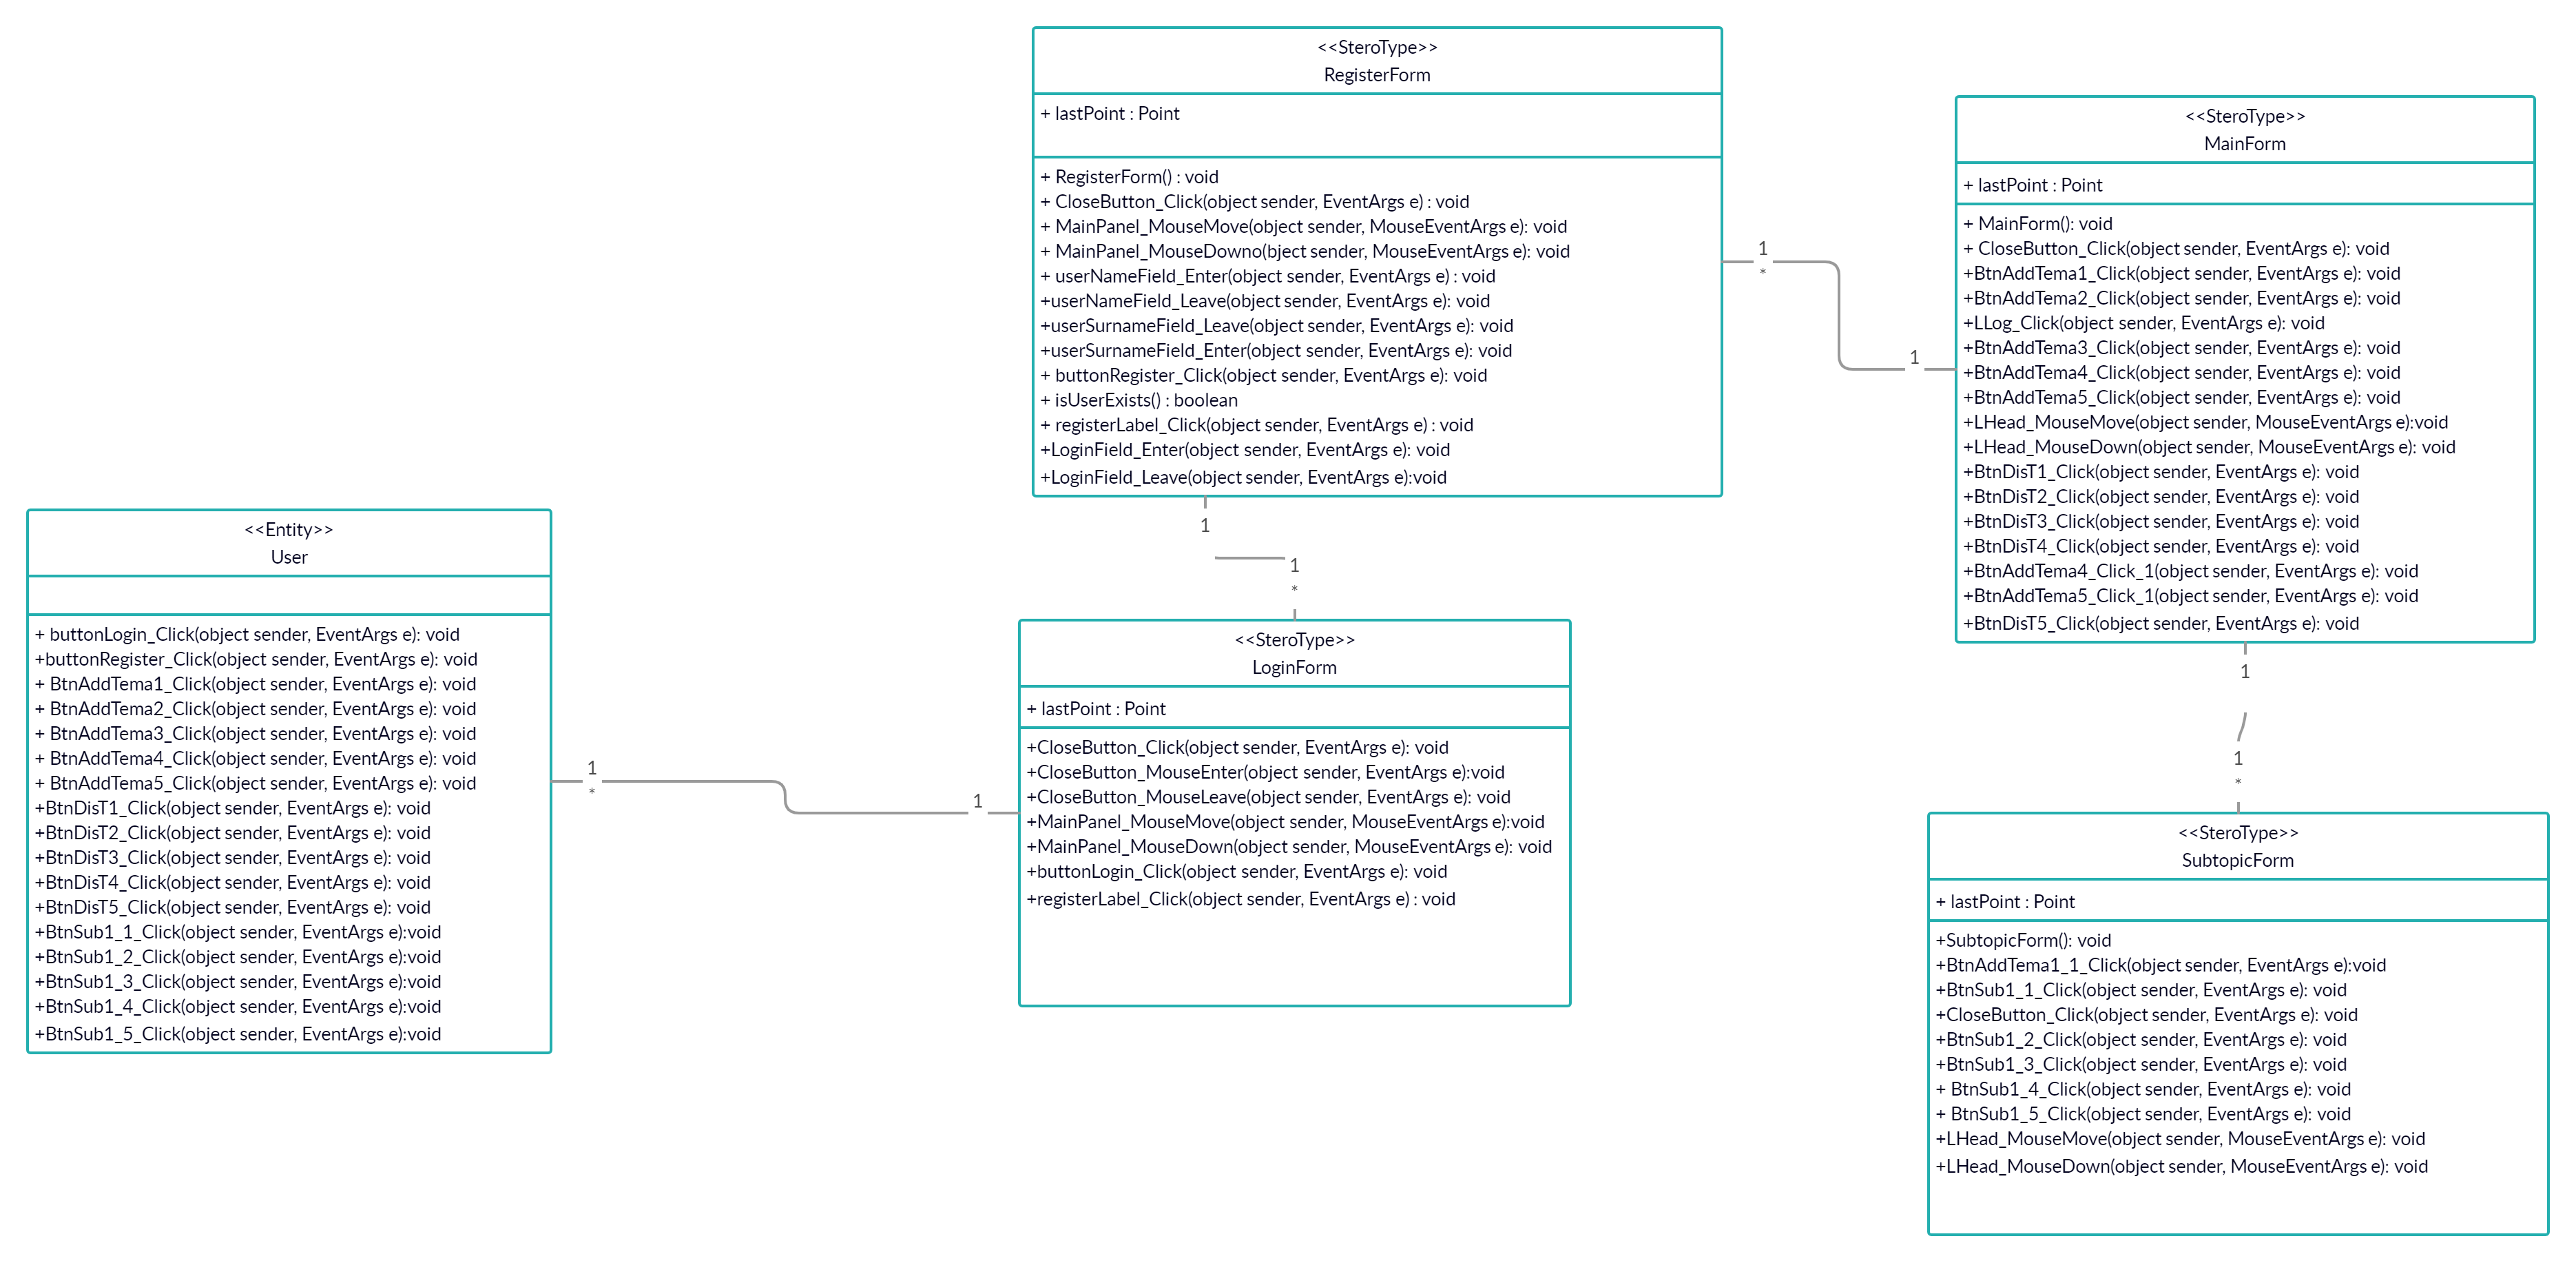 <<SteroType>>
RegisterForm
+ lastPoint : Point
+ RegisterForm() : void
+ CloseButton_Click(object sender, EventArgs e) : void
+ MainPanel_MouseMove(object sender, MouseEventArgs e): void
+ MainPanel_MouseDowno(bject sender, MouseEventArgs e): void
+ userNameField_Enter(object sender, EventArgs e) : void
+userNameField_Leave(object sender, EventArgs e): void
+userSurnameField_Leave(object sender, EventArgs e): void
+userSurnameField_Enter(object sender, EventArgs e): void
+ buttonRegister_Click(object sender, EventArgs e): void
+ isUserExists() : boolean
+ registerLabel_Click(object sender, EventArgs e) : void
+LoginField_Enter(object sender, EventArgs e): void
+LoginField_Leave(object sender, EventArgs e):void
1
*
1
<<SteroType>>
MainForm
+ lastPoint : Point
+ MainForm(): void
+ CloseButton_Click(object sender, EventArgs e): void
+BtnAddTema1_Click(object sender, EventArgs e): void
+BtnAddTema2_Click(object sender, EventArgs e): void
+LLog_Click(object sender, EventArgs e): void
+BtnAddTema3_Click(object sender, EventArgs e): void
+BtnAddTema4_Click(object sender, EventArgs e): void
+BtnAddTema5_Click(object sender, EventArgs e): void
+LHead_MouseMove(object sender, MouseEventArgs e):void
+LHead_MouseDown(object sender, MouseEventArgs e): void
+BtnDisT1_Click(object sender, EventArgs e): void
+BtnDisT2_Click(object sender, EventArgs e): void
+BtnDisT3_Click(object sender, EventArgs e): void
+BtnDisT4_Click(object sender, EventArgs e): void
+BtnAddTema4_Click_1(object sender, EventArgs e): void
+BtnAddTema5_Click_1(object sender, EventArgs e): void
+BtnDisT5_Click(object sender, EventArgs e): void
1
1
*
<<Entity>>
User
+ buttonLogin_Click(object sender, EventArgs e): void
+buttonRegister_Click(object sender, EventArgs e): void
+ BtnAddTema1_Click(object sender, EventArgs e): void
+ BtnAddTema2_Click(object sender, EventArgs e): void
+ BtnAddTema3_Click(object sender, EventArgs e): void
+ BtnAddTema4_Click(object sender, EventArgs e): void
+ BtnAddTema5_Click(object sender, EventArgs e): void
+BtnDisT1_Click(object sender, EventArgs e): void
+BtnDisT2_Click(object sender, EventArgs e): void
+BtnDisT3_Click(object sender, EventArgs e): void
+BtnDisT4_Click(object sender, EventArgs e): void
+BtnDisT5_Click(object sender, EventArgs e): void
+BtnSub1_1_Click(object sender, EventArgs e):void
+BtnSub1_2_Click(object sender, EventArgs e):void
+BtnSub1_3_Click(object sender, EventArgs e):void
+BtnSub1_4_Click(object sender, EventArgs e):void
+BtnSub1_5_Click(object sender, EventArgs e):void
1
*
1
<<SteroType>>
LoginForm
+ lastPoint : Point
+CloseButton_Click(object sender, EventArgs e): void
+CloseButton_MouseEnter(object sender, EventArgs e):void
+CloseButton_MouseLeave(object sender, EventArgs e): void
+MainPanel_MouseMove(object sender, MouseEventArgs e):void
+MainPanel_MouseDown(object sender, MouseEventArgs e): void
+buttonLogin_Click(object sender, EventArgs e): void
+registerLabel_Click(object sender, EventArgs e) : void
1
1
*
<<SteroType>>
SubtopicForm
+ lastPoint : Point
+SubtopicForm(): void
+BtnAddTema1_1_Click(object sender, EventArgs e):void
+BtnSub1_1_Click(object sender, EventArgs e): void
+CloseButton_Click(object sender, EventArgs e): void
+BtnSub1_2_Click(object sender, EventArgs e): void
+BtnSub1_3_Click(object sender, EventArgs e): void
+ BtnSub1_4_Click(object sender, EventArgs e): void
+ BtnSub1_5_Click(object sender, EventArgs e): void
+LHead_MouseMove(object sender, MouseEventArgs e): void
+LHead_MouseDown(object sender, MouseEventArgs e): void